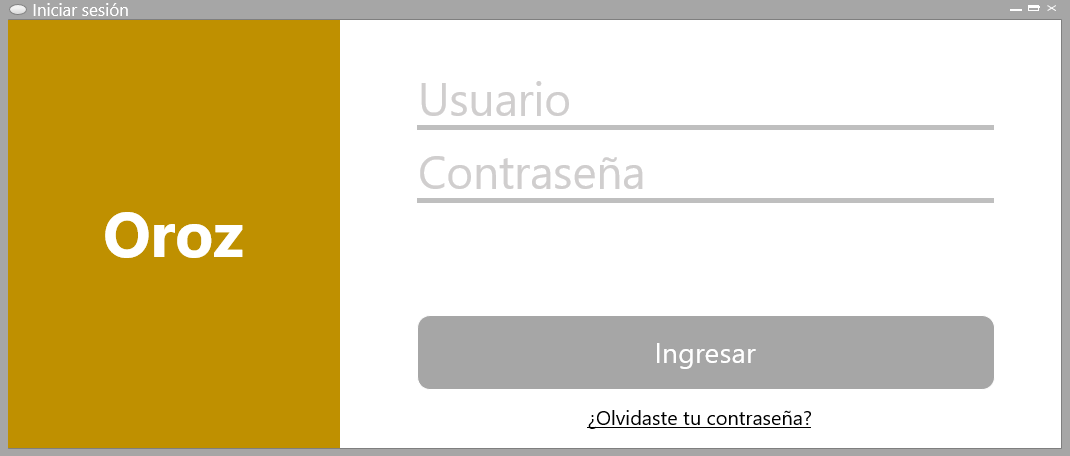 Iniciar sesión
Oroz
Usuario
Contraseña
Ingresar
¿Olvidaste tu contraseña?